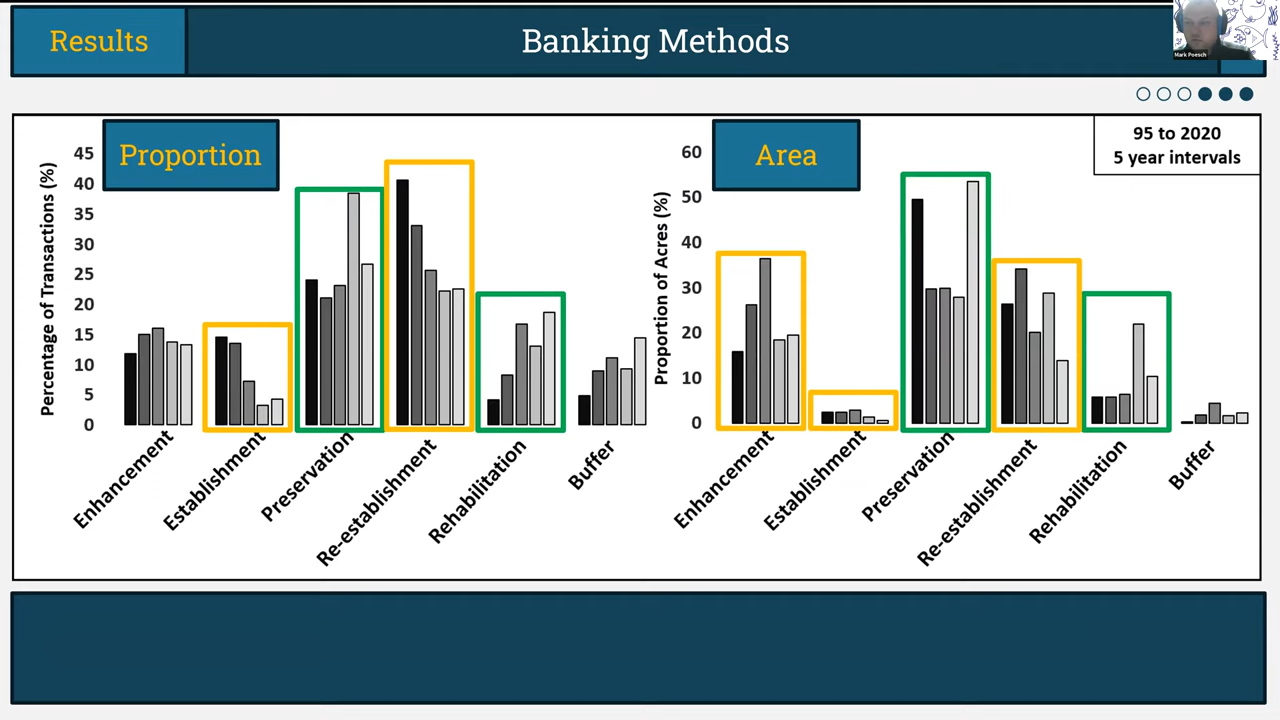 Results
Banking Methods
Mark Poesch
Proportion
Percentage of Transactions (%)
45
40
35
30
25
20
15
10
5
0
Enhancement
Establishment
Preservation
Re-establishment
Rehabilitation
Buffer
Area
95 to 2020
5 year intervals
Proportion of Acres (%)
60
50
40
30
20
10
0
Enhancement
Establishment
Preservation
Re-establishment
Rehabilitation
Buffer